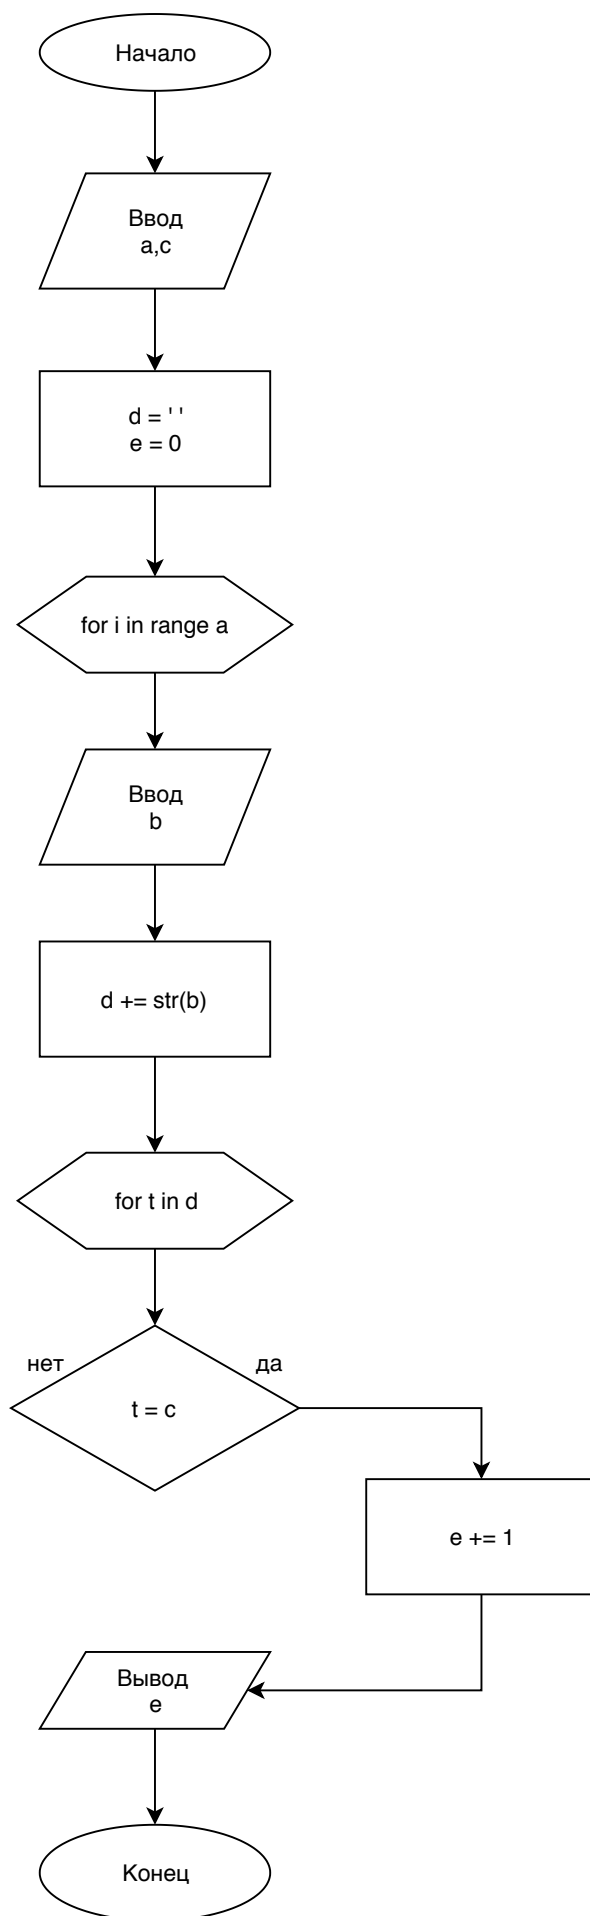 Начало
Ввод
a,c
d = ' '
e = 0
for i in range a
Ввод
b
d += str(b)
for t in d
нет
да
t = c
e += 1
Вывод
e
Конец